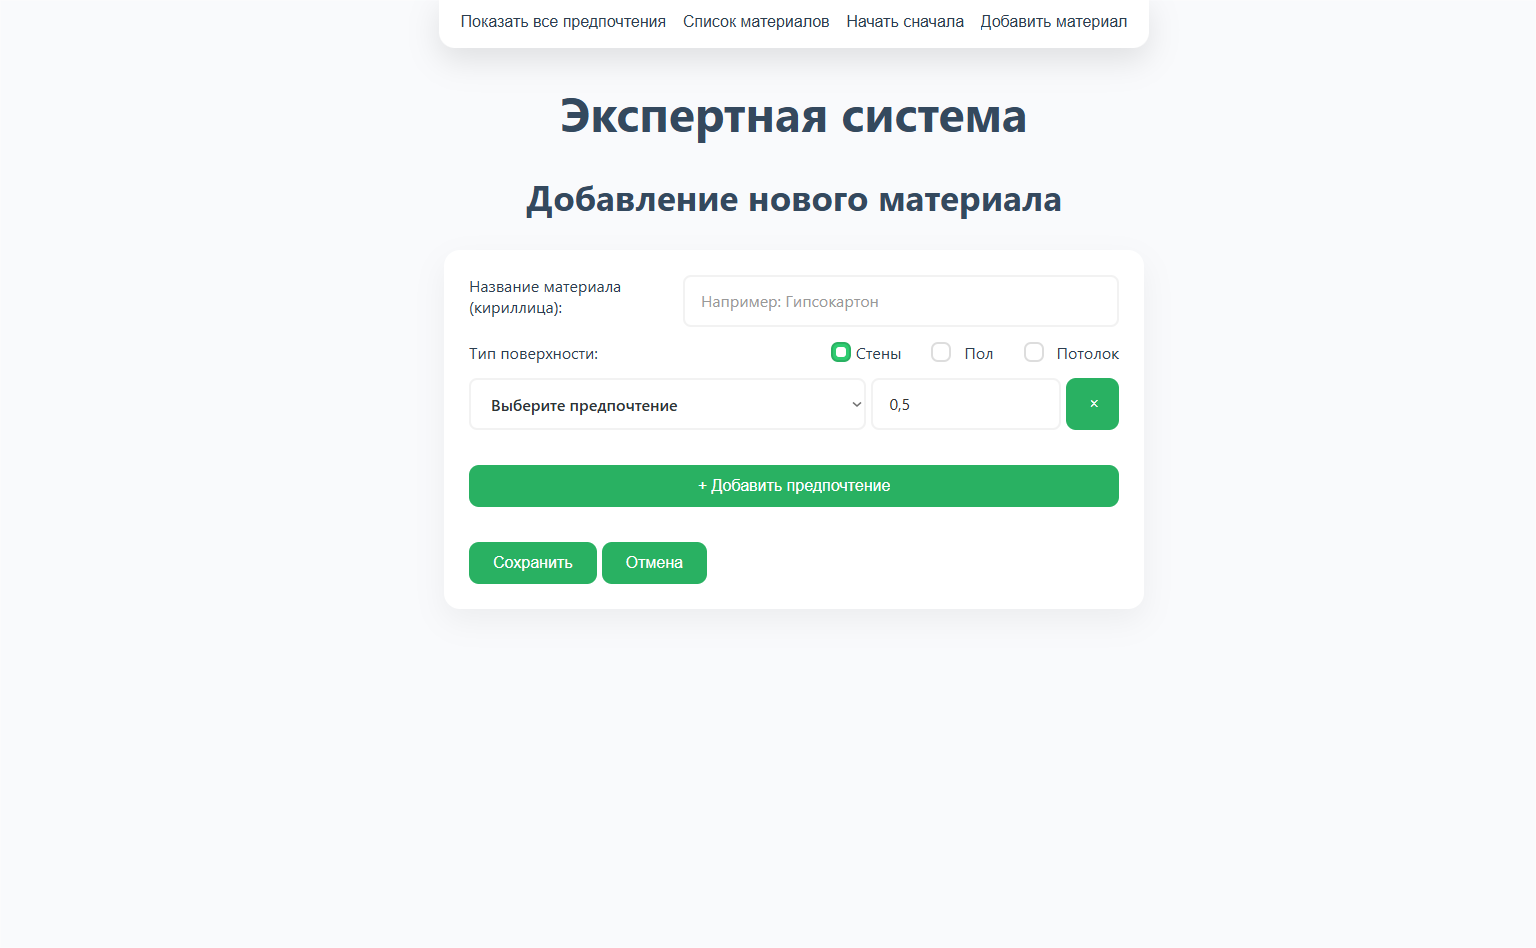 Показать все предпочтения Список материалов Начать сначала Добавить материал
Экспертная система
Добавление нового материала
Название материала
(кириллица):
Например: Гипсокартон
Тип поверхности:
Стены Пол Потолок
Выберите предпочтение 0,5 ×
+ Добавить предпочтение
Сохранить Отмена